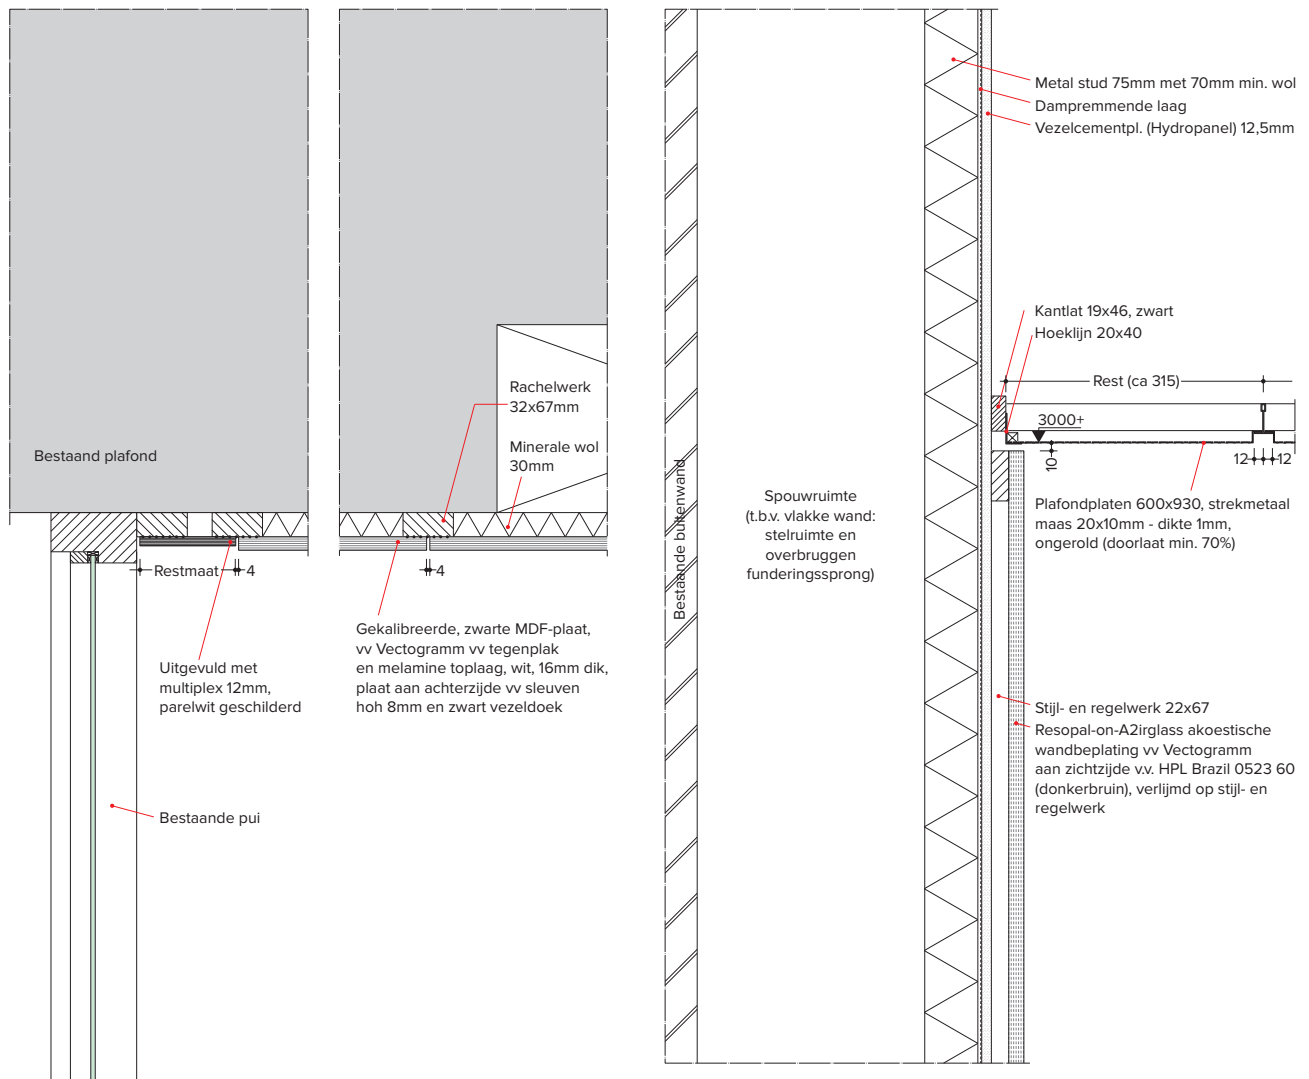 Bestaand plafond
Rachelwerk
32x67mm
Minerale wol
30mm
Restmaat
4
4
Uitgevuld met
multiplex 12mm,
parelwit geschilderd
Gekalibreerde, zwarte MDF-plaat,
vv Vectogramm vv tegenplak
en melamine toplaag, wit, 16mm dik,
plaat aan achterzijde vv sleuven
hoh 8mm en zwart vezeldoek
Bestaande pui
Bestaande buitenwand
Spouwruimte
(t.b.v. vlakke wand:
stelruimte en
overbruggen
funderingssprong)
Metal stud 75mm met 70mm min. wol
Dampremmende laag
Vezelcementpl. (Hydropanel) 12,5mm
Kantlat 19x46, zwart
Hoeklijn 20x40
Rest (ca 315)
3000+
10
12
12
Plafondplaten 600x930, strekmetaal
maas 20x10mm - dikte 1mm,
ongerold (doorlaat min. 70%)
Stijl- en regelwerk 22x67
Resopal-on-A2irglass akoestische
wandbeplating vv Vectogramm
aan zichtzijde v.v. HPL Brazil 0523 60
(donkerbruin), verlijmd op stijl- en
regelwerk